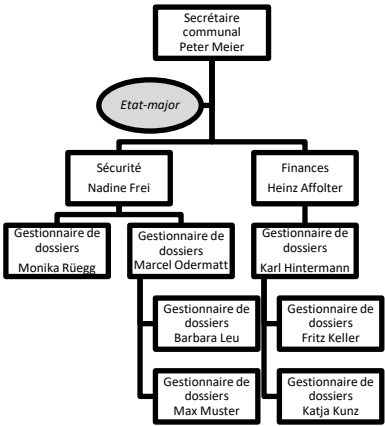 Secrétaire
communal
Peter Meier
Etat-major
Sécurité
Nadine Frei
Finances
Heinz Affolter
Gestionnaire de
dossiers
Monika Rüegg
Gestionnaire de
dossiers
Marcel Odermatt
Gestionnaire de
dossiers
Karl Hintermann
Gestionnaire de
dossiers
Barbara Leu
Gestionnaire de
dossiers
Fritz Keller
Gestionnaire de
dossiers
Max Muster
Gestionnaire de
dossiers
Katja Kunz